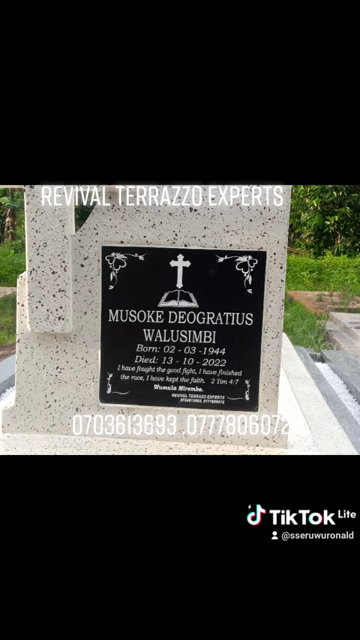 REVIVAL TERRAZZO EXPERTS
MUSOKE DEOGRATIUS
WALUSIMBI
Born: 02 - 03 -1944
Died: 13 - 10 - 2022
I have fought the good fight, I have finished
the race, I have kept the faith. 2 Tim 4:7
Wumula Mirembe.
REVIVAL TERRAZZO EXPERTS
0703613693, 0777806072
0703613693 .0777806072
TikTok Lite
@sseruwuronald